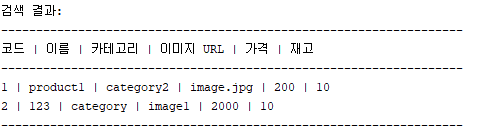 검색 결과:
------------------------------------------------------------------
코드 | 이름 | 카테고리 | 이미지 URL | 가격 | 재고
------------------------------------------------------------------
1 | product1 | category2 | image.jpg | 200 | 10
2 | 123 | category | image1 | 2000 | 10
------------------------------------------------------------------